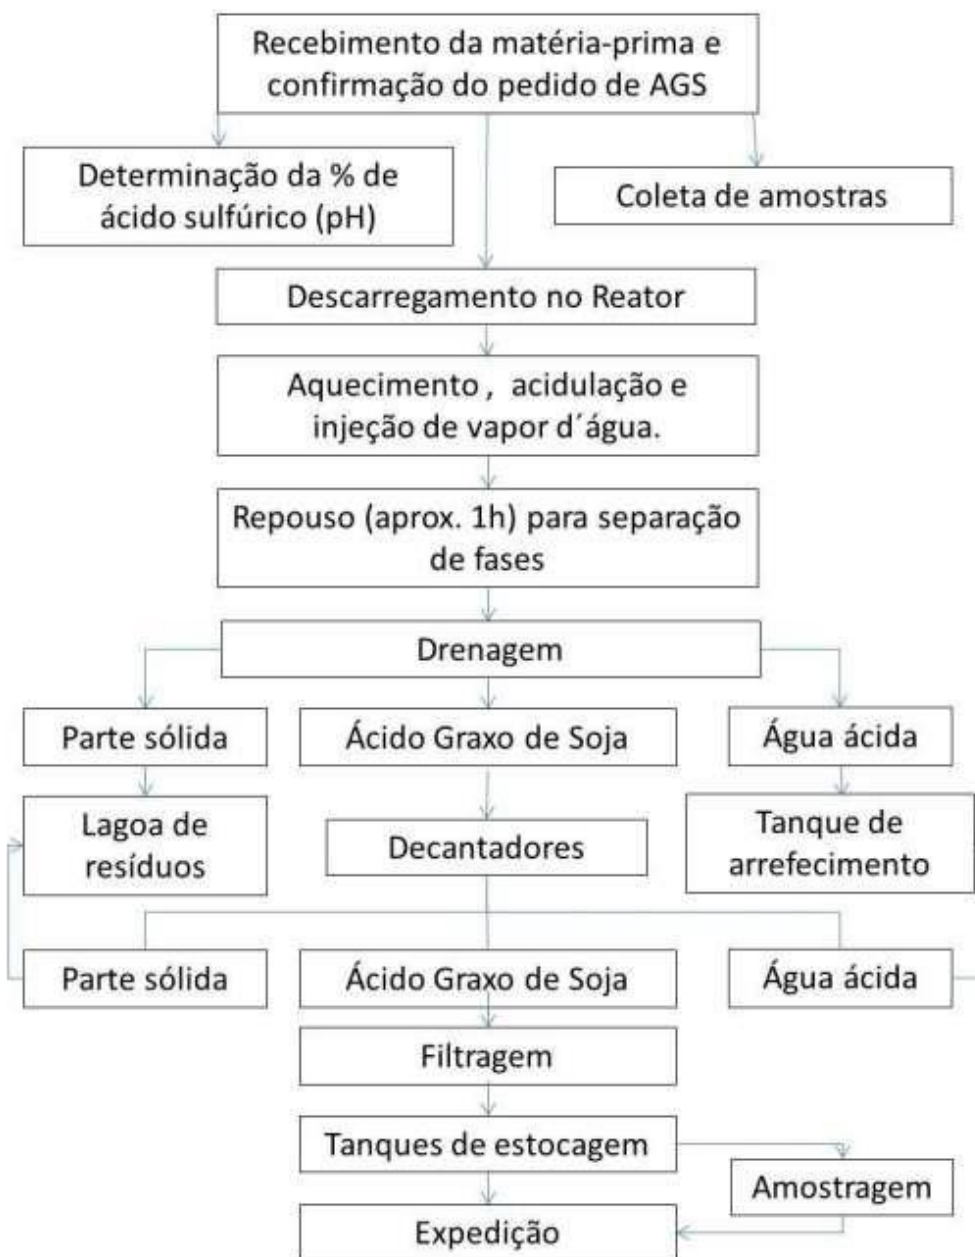 Recebimento da matéria-prima e
confirmação do pedido de AGS
Determinação da % de
ácido sulfúrico (pH)
Coleta de amostras
Descarregamento no Reator
Aquecimento , acidulação e
injeção de vapor d´água.
Repouso (aprox. 1h) para separação
de fases
Drenagem
Parte sólida
Ácido Graxo de Soja
Água ácida
Lagoa de
resíduos
Decantadores
Tanque de
arrefecimento
Parte sólida
Ácido Graxo de Soja
Água ácida
Filtragem
Tanques de estocagem
Amostragem
Expedição